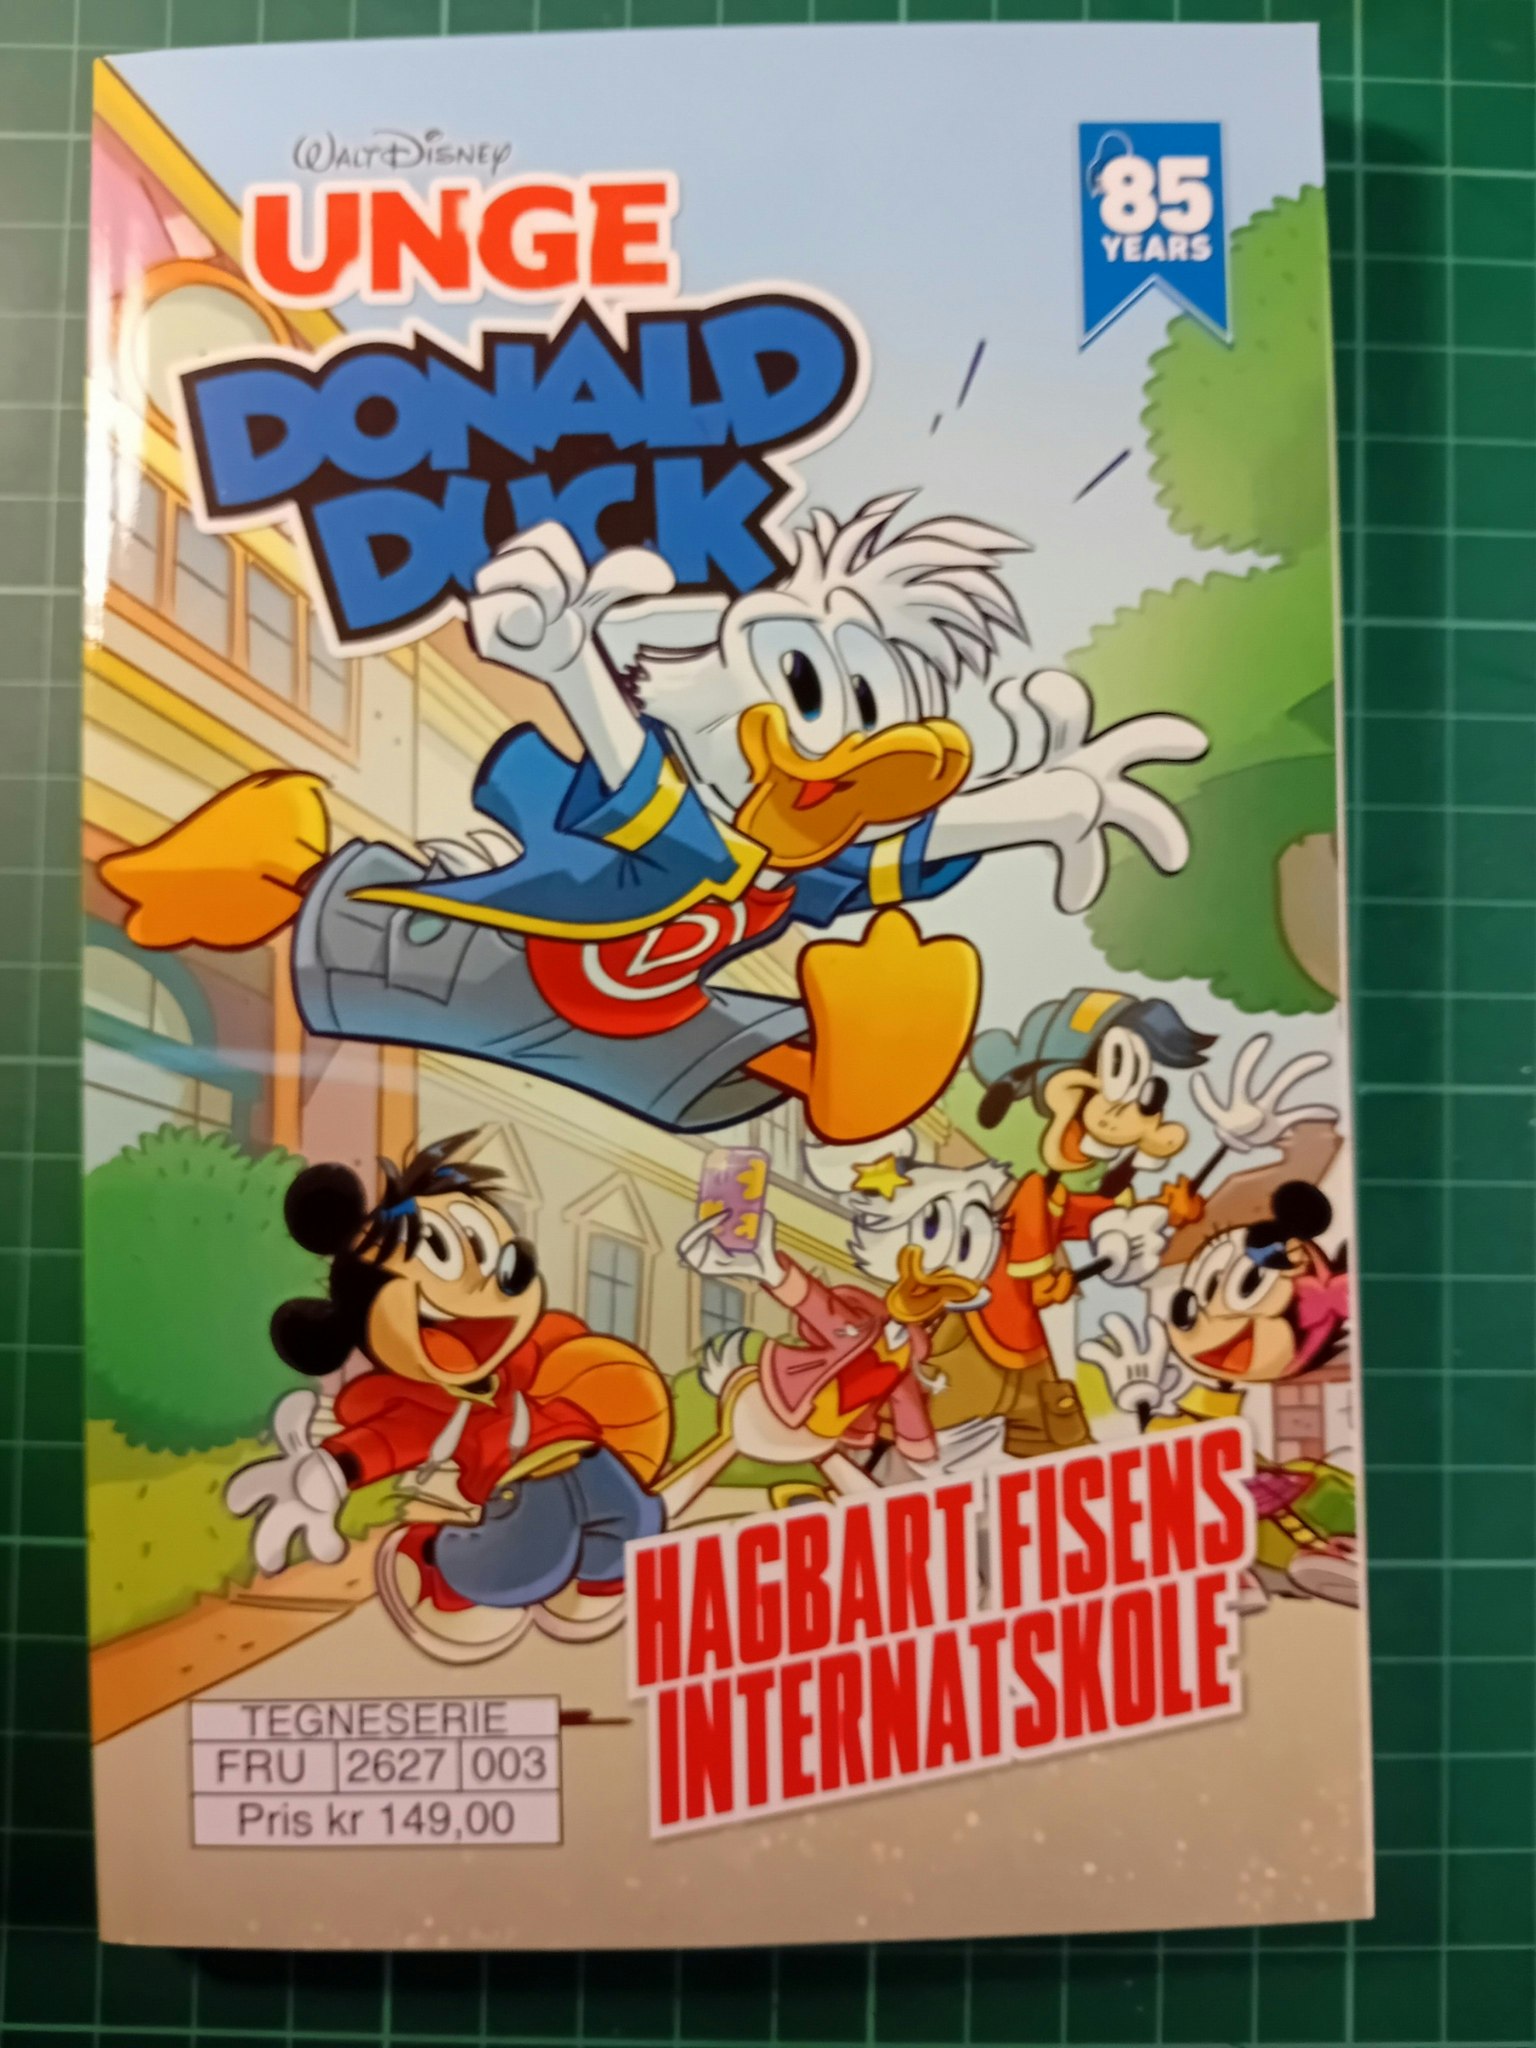 WALT DISNEY
UNGE
DONALD
DUCK
85
YEARS
D
HAGBART FISENS
INTERNATSKOLE
TEGNESERIE
FRU 2627 003
Pris kr 149,00